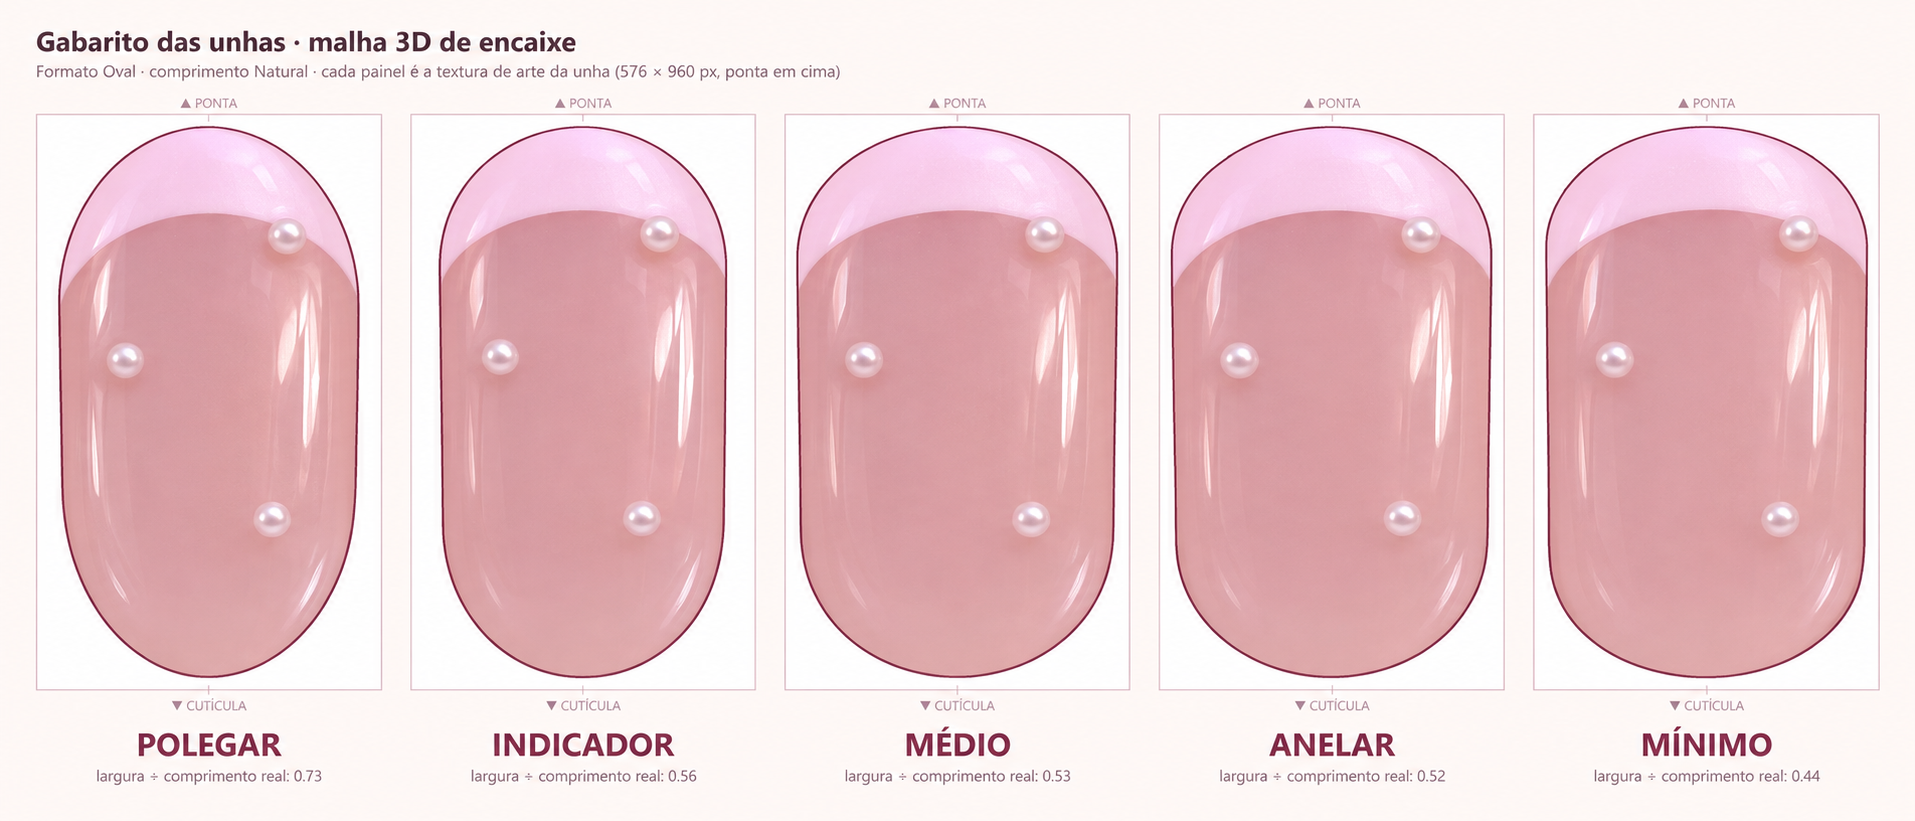 Gabarito das unhas · malha 3D de encaixe
Formato Oval · comprimento Natural · cada painel é a textura de arte da unha (576 × 960 px, ponta em cima)
▲ PONTA
▲ PONTA
▲ PONTA
▲ PONTA
▲ PONTA
▼ CUTÍCULA
▼ CUTÍCULA
▼ CUTÍCULA
▼ CUTÍCULA
▼ CUTÍCULA
POLEGAR
INDICADOR
MÉDIO
ANELAR
MÍNIMO
largura ÷ comprimento real: 0.73
largura ÷ comprimento real: 0.56
largura ÷ comprimento real: 0.53
largura ÷ comprimento real: 0.52
largura ÷ comprimento real: 0.44